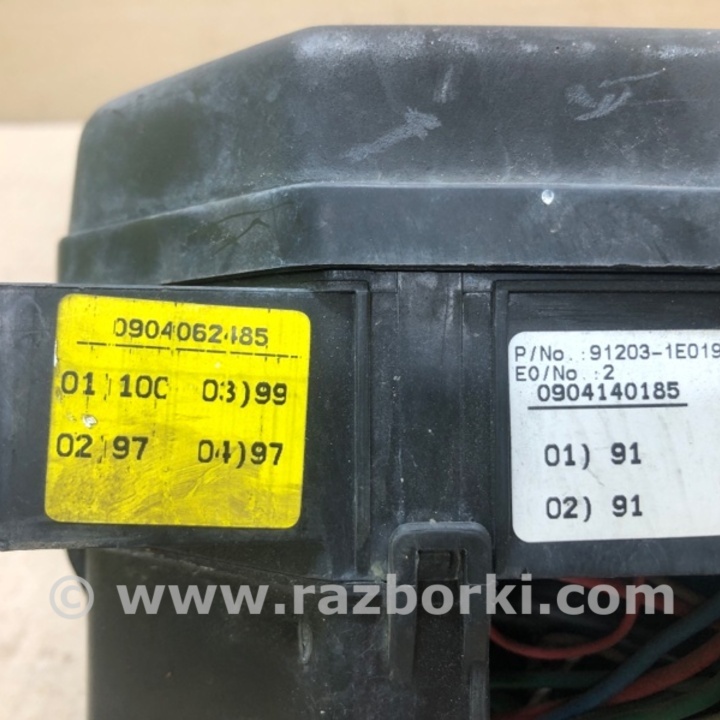 0904062485
01) 100 03)99
02)97 04)97
P/No.:91203-1E019
EO/No.:2
0904140185
01) 91
02) 91
© www.razborki.com